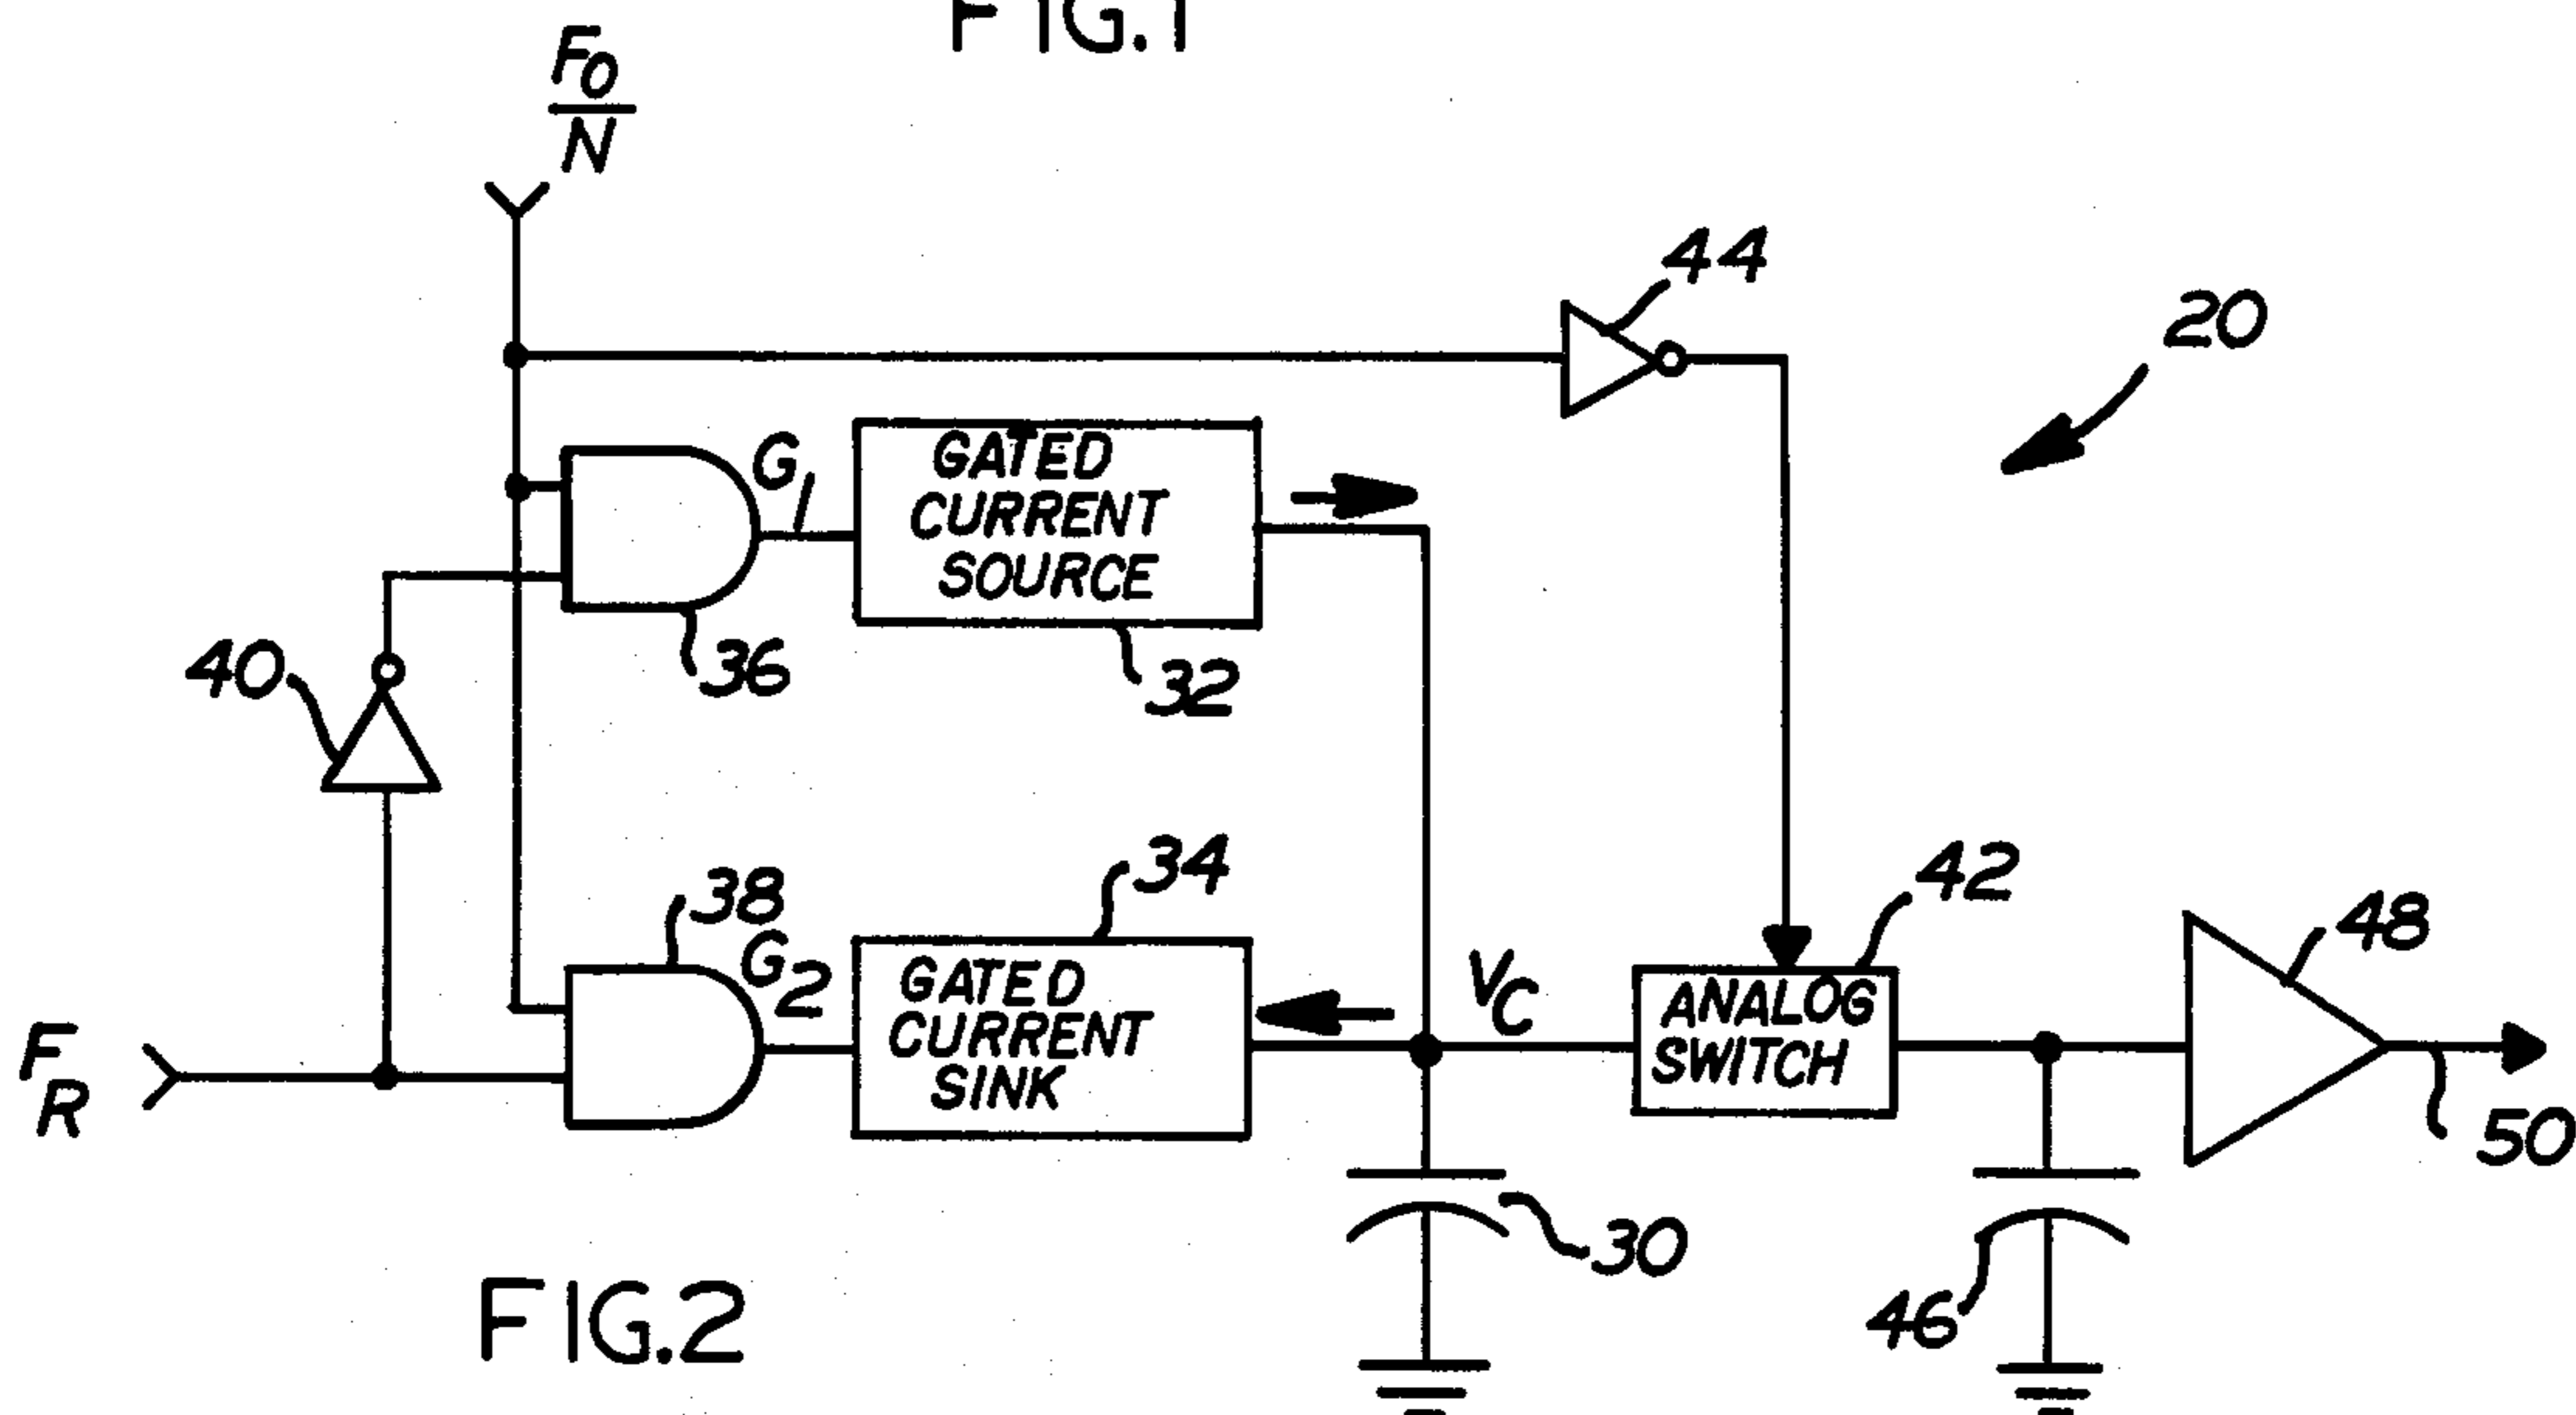 FIG.1
F0
N
44
20
G1
GATED
CURRENT
SOURCE
40
36
32
38
34
42
48
G2
GATED
CURRENT
SINK
VC
ANALOG
SWITCH
FR
50
30
46
FIG.2